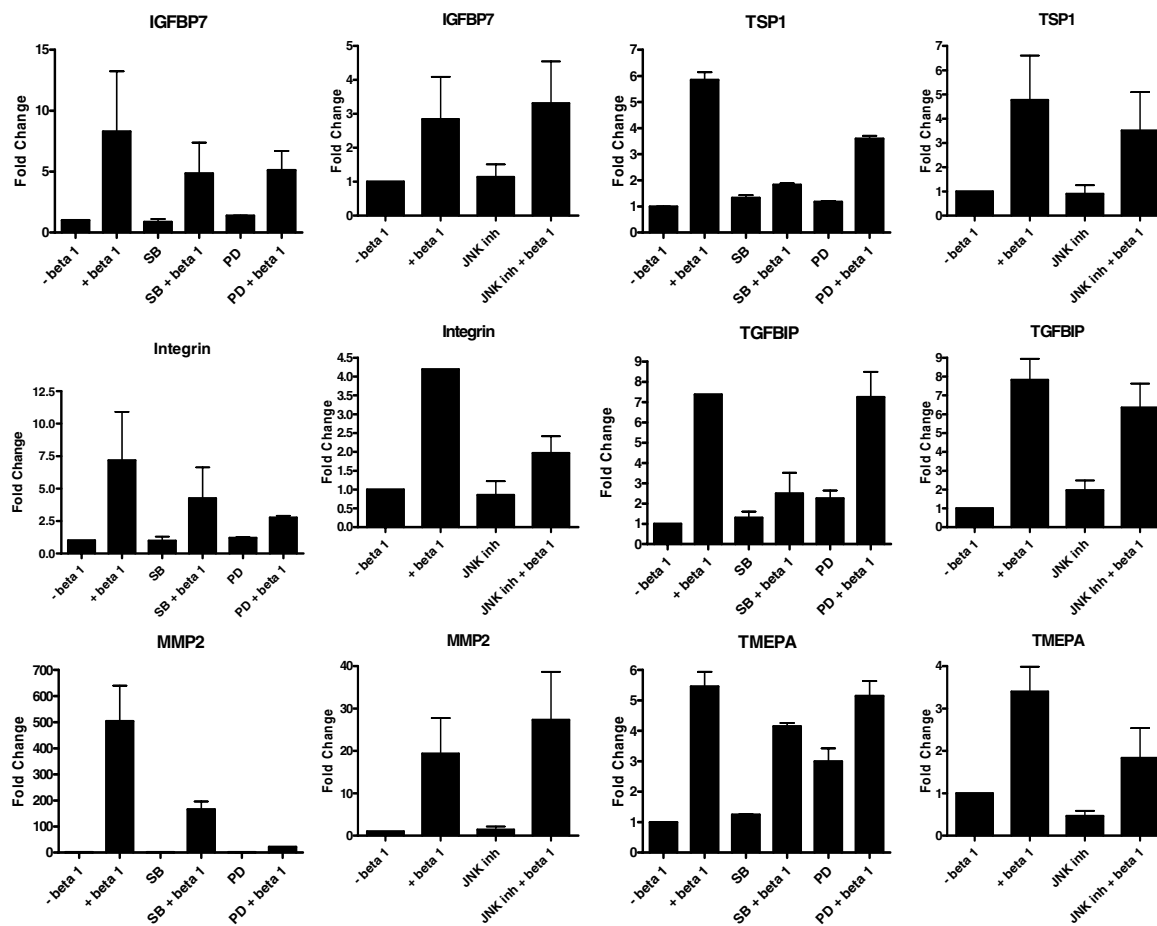 IGFBP7
Fold Change
15
10
5
0
- beta 1
+ beta 1
SB
SB + beta 1
PD
PD + beta 1
IGFBP7
Fold Change
5
4
3
2
1
0
- beta 1
+ beta 1
JNK inh
JNK inh + beta 1
TSP1
Fold Change
7
6
5
4
3
2
1
0
- beta 1
+ beta 1
SB
SB + beta 1
PD
PD + beta 1
TSP1
Fold Change
7
6
5
4
3
2
1
0
- beta 1
+ beta 1
JNK inh
JNK inh + beta 1
Integrin
Fold Change
12.5
10.0
7.5
5.0
2.5
0.0
- beta 1
+ beta 1
SB
SB + beta 1
PD
PD + beta 1
Integrin
Fold Change
4.5
4.0
3.5
3.0
2.5
2.0
1.5
1.0
0.5
0.0
- beta 1
+ beta 1
JNK inh
JNK inh + beta 1
TGFBIP
Fold Change
9
8
7
6
5
4
3
2
1
0
- beta 1
+ beta 1
SB
SB + beta 1
PD
PD + beta 1
TGFBIP
Fold Change
9
8
7
6
5
4
3
2
1
0
- beta 1
+ beta 1
JNK inh
JNK Inh + beta 1
MMP2
Fold Change
700
600
500
400
300
200
100
0
- beta 1
+ beta 1
SB
SB + beta 1
PD
PD + beta 1
MMP2
Fold Change
40
30
20
10
0
- beta 1
+ beta 1
JNK inh
JNK inh + beta 1
TMEPA
Fold Change
6
5
4
3
2
1
0
- beta 1
+ beta 1
SB
SB + beta 1
PD
PD + beta 1
TMEPA
Fold Change
4
3
2
1
0
- beta 1
+ beta 1
JNK inh
JNK inh + beta 1